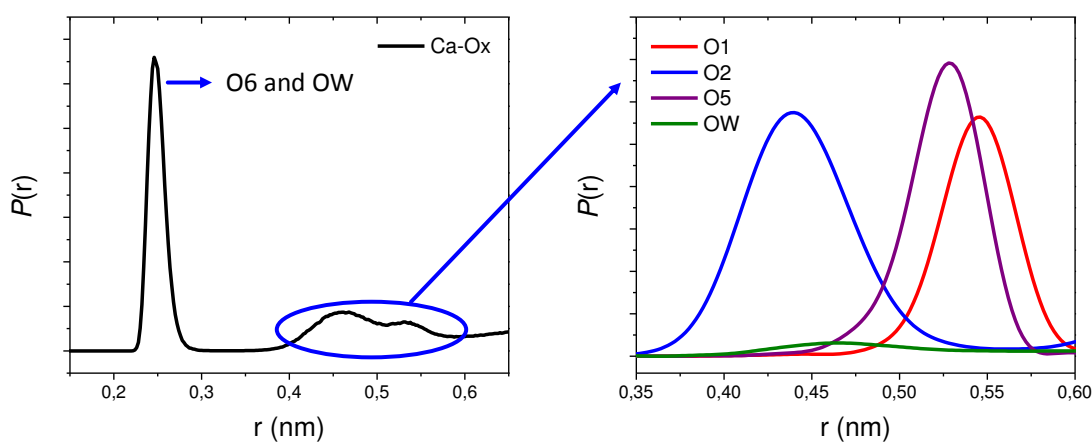 Ca-Ox
O6 and OW
P(r)
0,2 0,3 0,4 0,5 0,6
r (nm)
O1
O2
O5
OW
P(r)
0,35 0,40 0,45 0,50 0,55 0,60
r (nm)